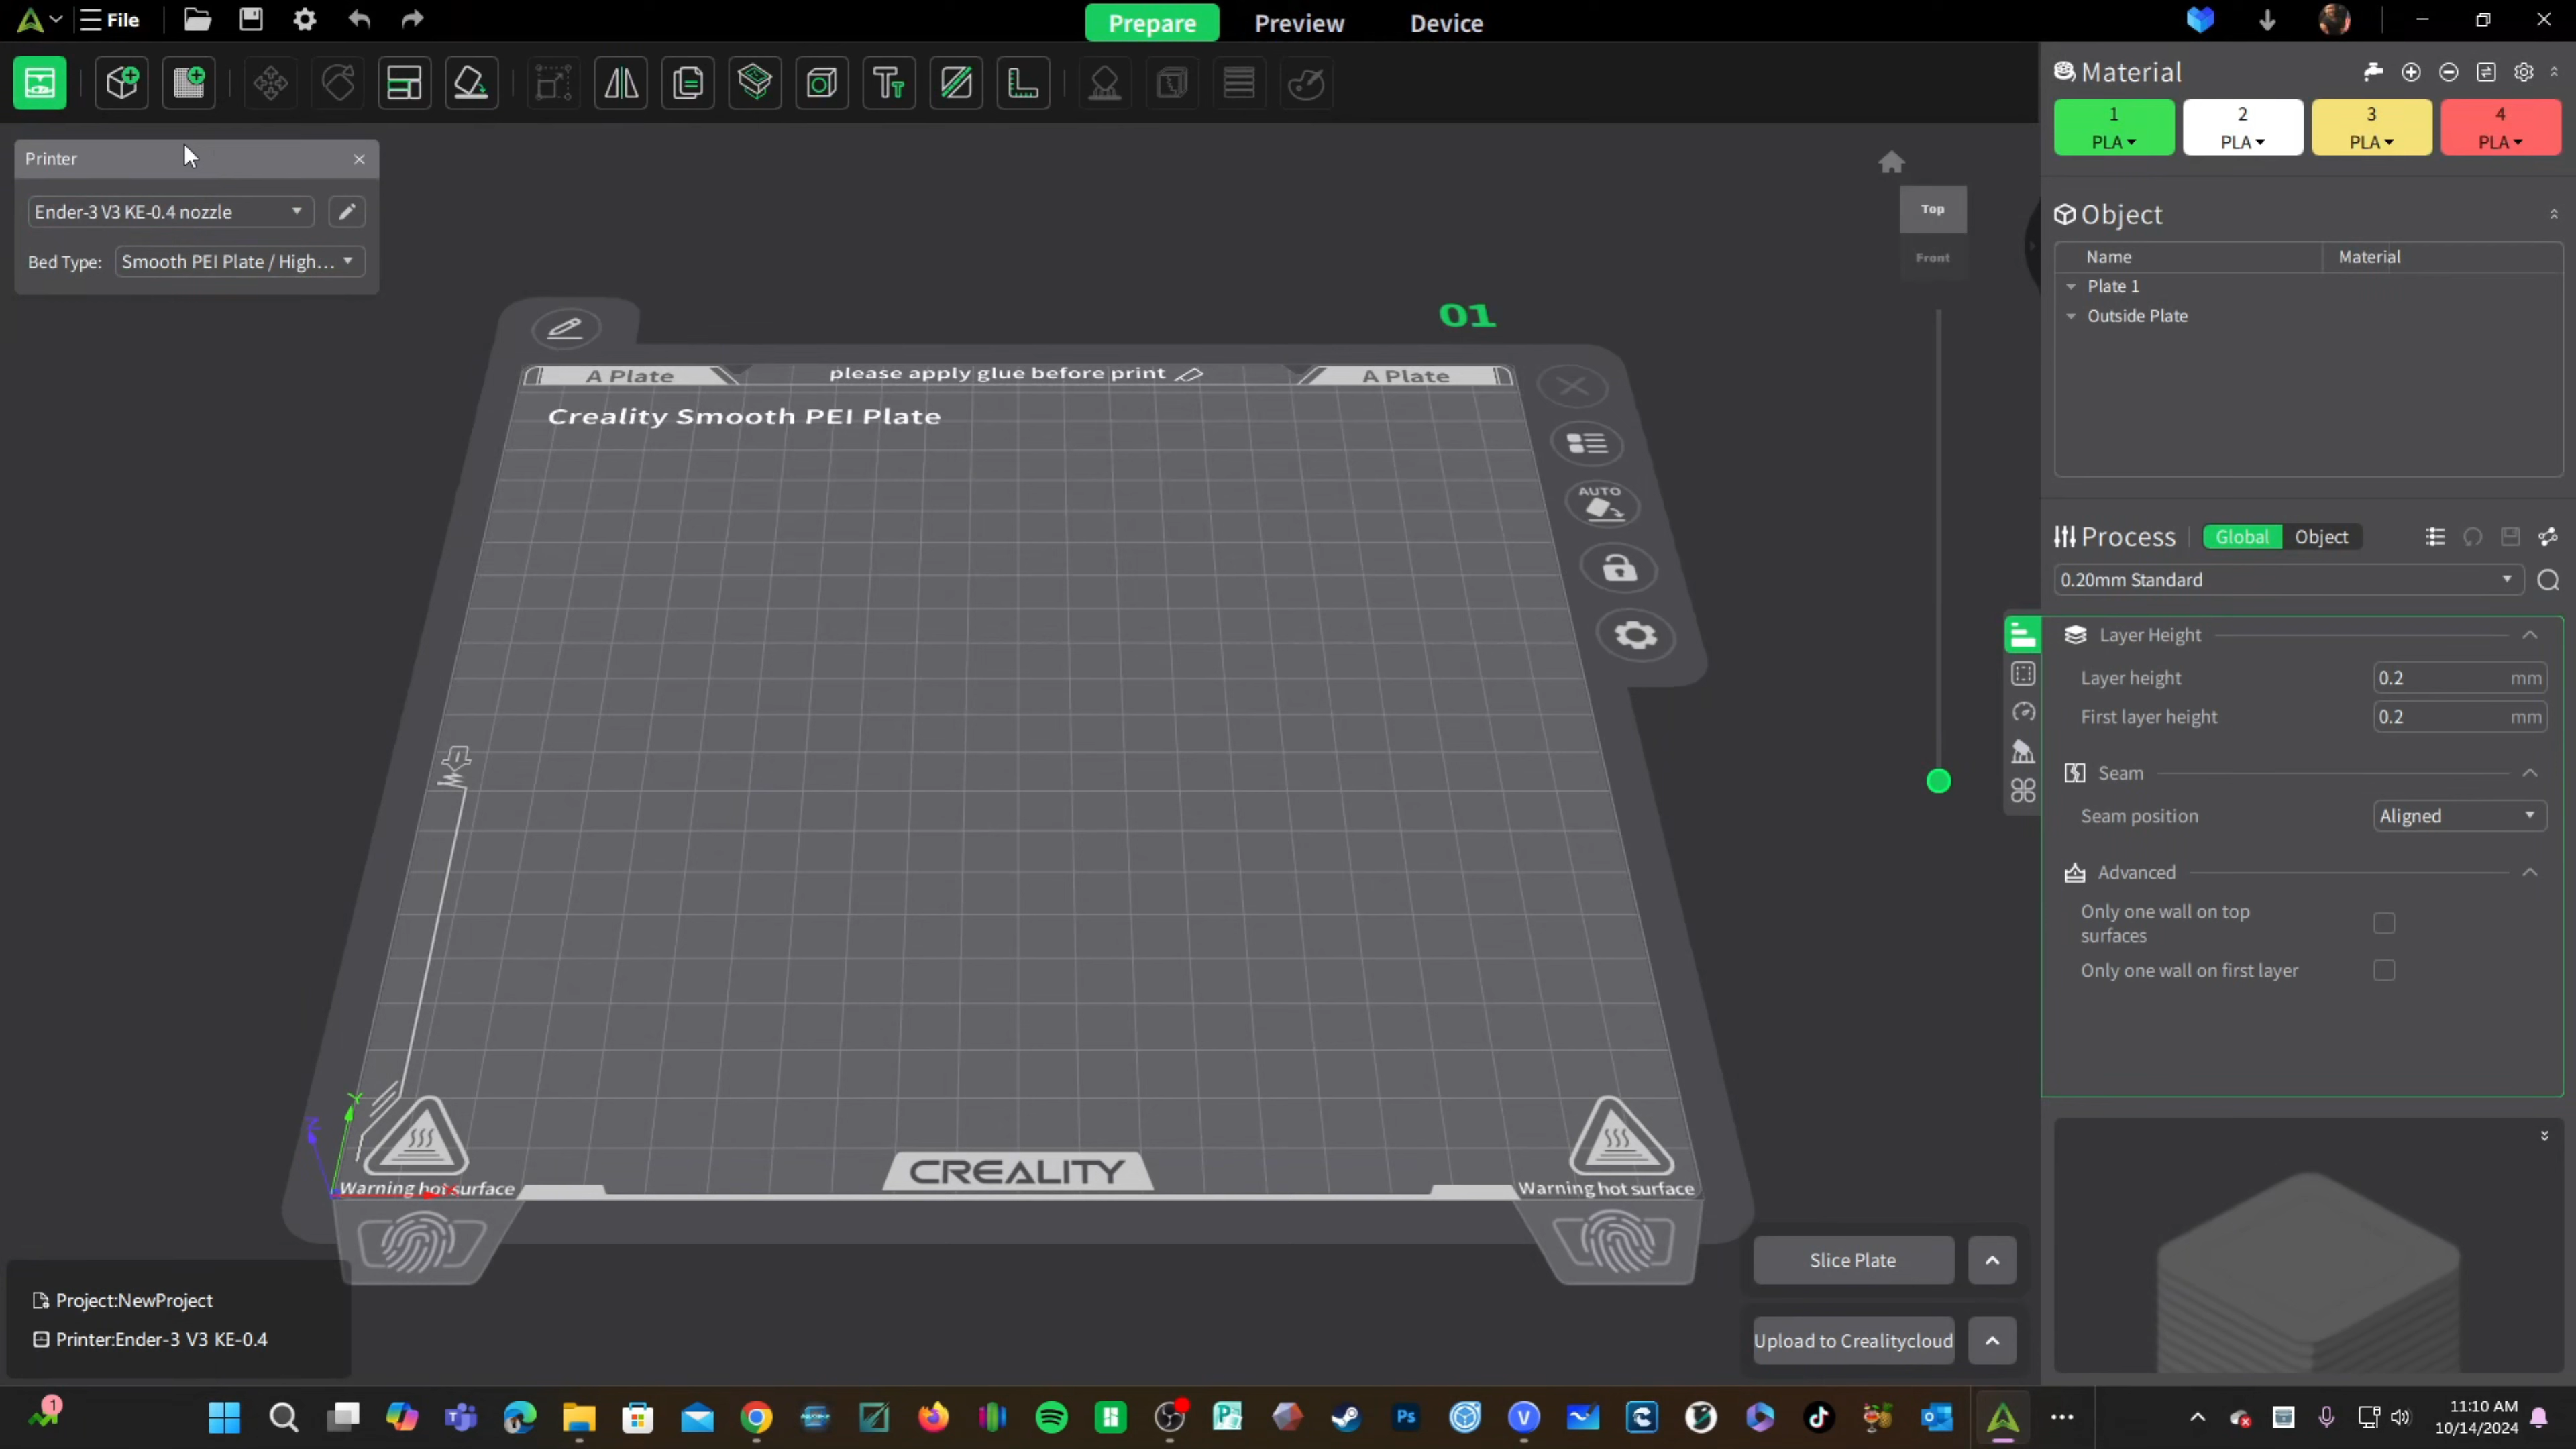 File
Prepare
Preview
Device
Material
1
PLA
2
PLA
3
PLA
4
PLA
Printer
Ender-3 V3 KE-0.4 nozzle
Bed Type:
Smooth PEI Plate / High...
Top
Front
01
A Plate
please apply glue before print
A Plate
Creality Smooth PEI Plate
AUTO
Object
Name
Material
Plate 1
Outside Plate
Process
Global
Object
0.20mm Standard
Layer Height
Layer height
0.2
mm
First layer height
0.2
mm
Seam
Seam position
Aligned
Advanced
Only one wall on top
surfaces
Only one wall on first layer
Y
Z
X
Warning hot surface
CREALITY
Warning hot surface
Project:NewProject
Printer:Ender-3 V3 KE-0.4
Slice Plate
Upload to Crealitycloud
1
Ps
V
C
11:10 AM
10/14/2024